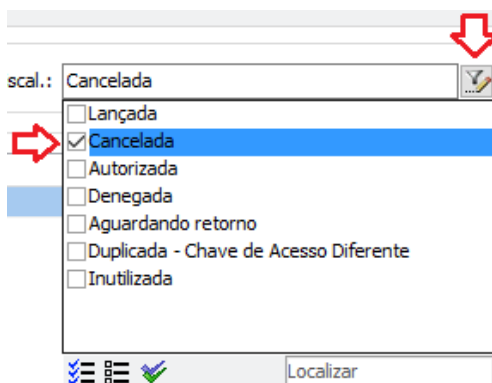 scal.: Cancelada
Lançada
Cancelada
Autorizada
Denegada
Aguardando retorno
Duplicada - Chave de Acesso Diferente
Inutilizada
Localizar